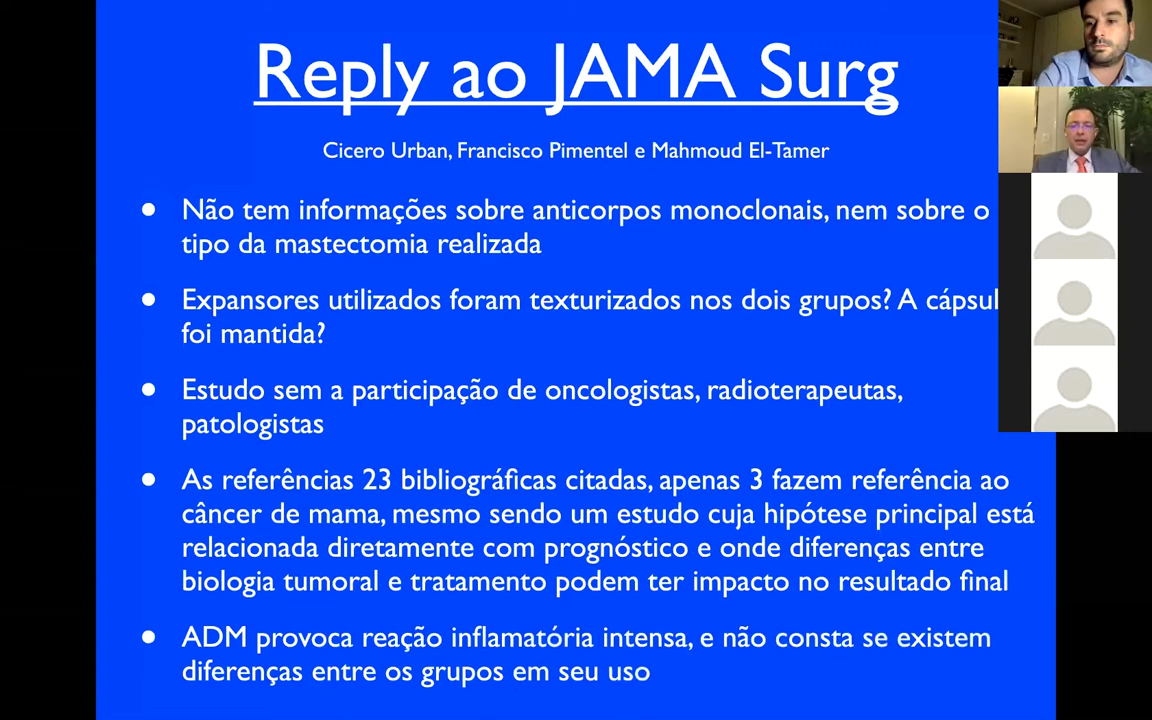 Reply ao JAMA Surg
Cicero Urban, Francisco Pimentel e Mahmoud El-Tamer
● Não tem informações sobre anticorpos monoclonais, nem sobre o
tipo da mastectomia realizada
● Expansores utilizados foram texturizados nos dois grupos? A cápsul
foi mantida?
● Estudo sem a participação de oncologistas, radioterapeutas,
patologistas
● As referências 23 bibliográficas citadas, apenas 3 fazem referência ao
câncer de mama, mesmo sendo um estudo cuja hipótese principal está
relacionada diretamente com prognóstico e onde diferenças entre
biologia tumoral e tratamento podem ter impacto no resultado final
● ADM provoca reação inflamatória intensa, e não consta se existem
diferenças entre os grupos em seu uso